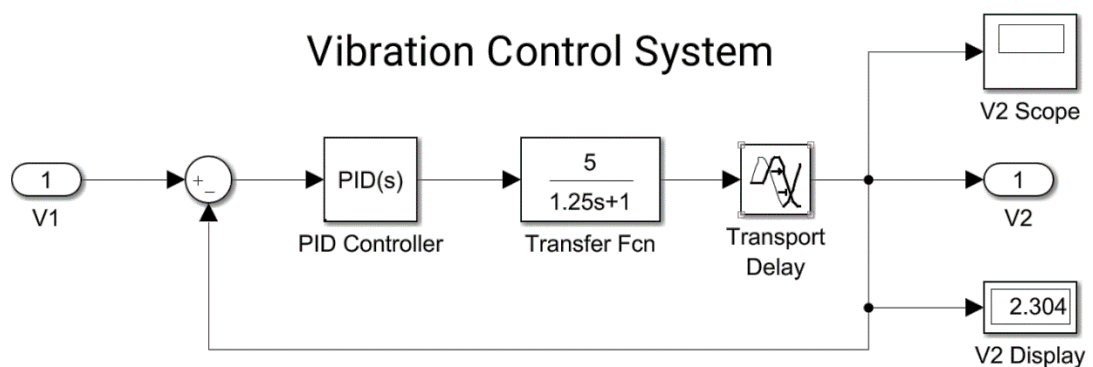 Vibration Control System
V2 Scope
1
V1
+
−
PID(s)
PID Controller
5
1.25s+1
Transfer Fcn
Transport
Delay
1
V2
2.304
V2 Display